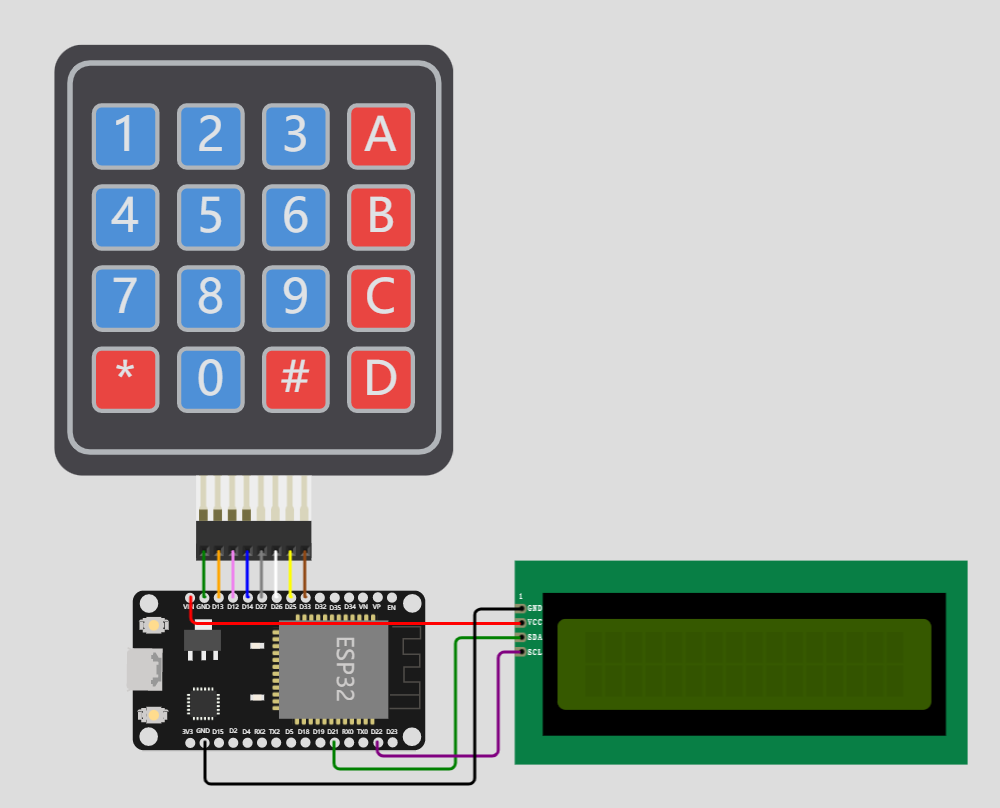 1 2 3 A
4 5 6 B
7 8 9 C
* 0 # D
VIN GND D13 D12 D14 D27 D26 D25 D33 D32 D35 D34 VN VP EN
ESP32
3V3 GND D15 D2 D4 RX2 TX2 D5 D18 D19 D21 RX0 TX0 D22 D23
1
GND
VCC
SDA
SCL